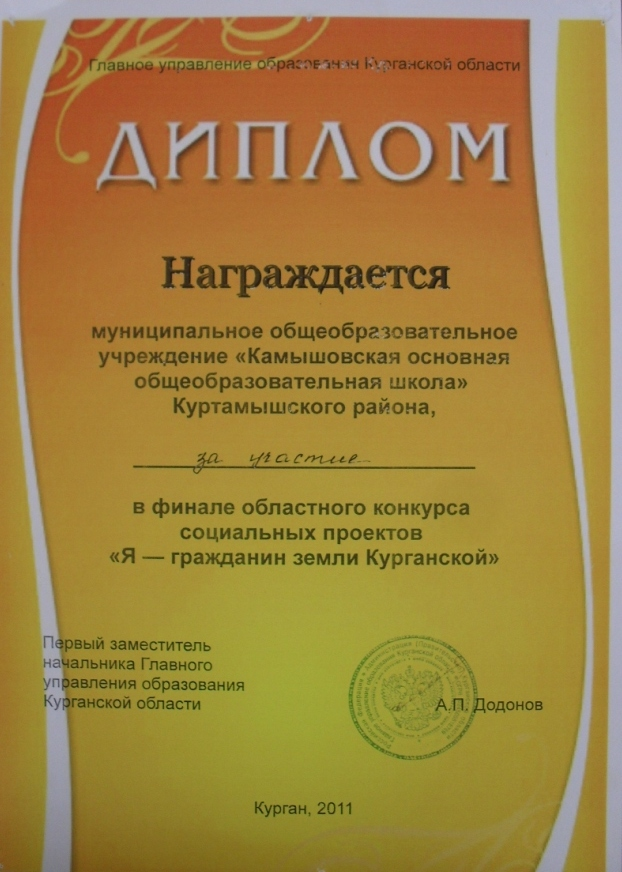 Главное управление образования Курганской области
ДИПЛОМ
Награждается
муниципальное общеобразовательное
учреждение «Камышовская основная
общеобразовательная школа»
Куртамышского района,
за участие
в финале областного конкурса
социальных проектов
«Я — гражданин земли Курганской»
Первый заместитель
начальника Главного
управления образования
Курганской области
А.П. Додонов
Курган, 2011